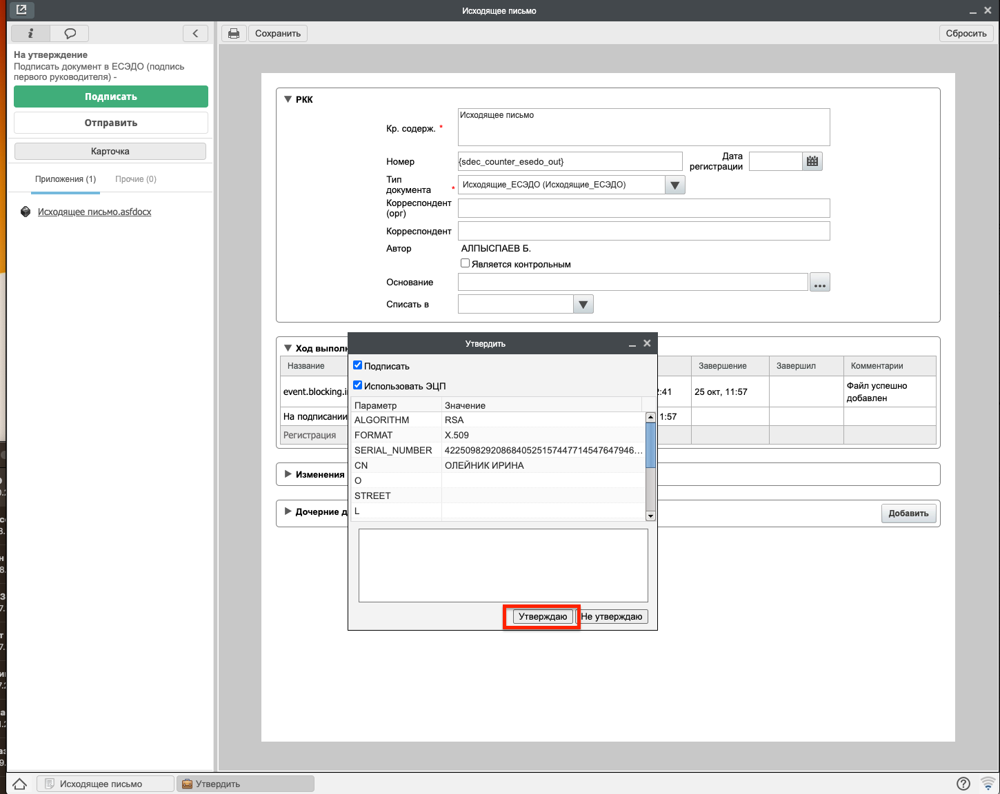 Исходящее письмо
Сохранить
Сбросить
На утверждение
Подписать документ в ЕСЭДО (подпись
первого руководителя) -
Подписать
Отправить
Карточка
Приложения (1)
Прочие (0)
Исходящее письмо.asfdocx
РКК
Кр. содерж. *
Исходящее письмо
Номер
{sdec_counter_esedo_out}
Дата
регистрации
Тип
документа *
Исходящие_ЕСЭДО (Исходящие_ЕСЭДО)
Корреспондент
(орг)
Корреспондент
Автор
АЛПЫСПАЕВ Б.
Является контрольным
Основание
...
Списать в
Ход выполн
Название
Завершение
Завершил
Комментарии
event.blocking.i
2:41
25 окт, 11:57
Файл успешно
добавлен
На подписании
1:57
Регистрация
Изменения
Дочерние д
Добавить
Утвердить
Подписать
Использовать ЭЦП
Параметр
Значение
ALGORITHM
RSA
FORMAT
X.509
SERIAL_NUMBER
422509829208684052515744771454764794​6...
CN
ОЛЕЙНИК ИРИНА
O
STREET
L
Утверждаю
Не утверждаю
Исходящее письмо
Утвердить